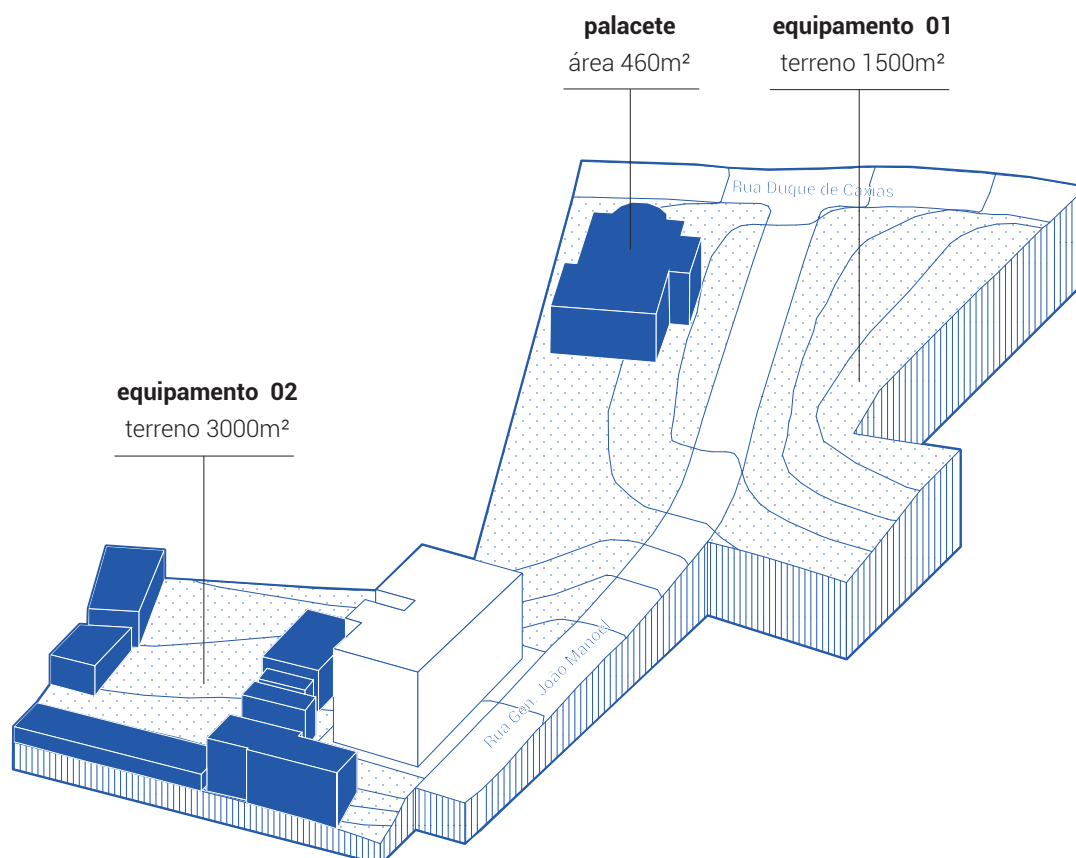 palacete
área 460m²
equipamento 01
terreno 1500m²
Rua Duque de Caxias
equipamento 02
terreno 3000m²
Rua Gen. João Manoel